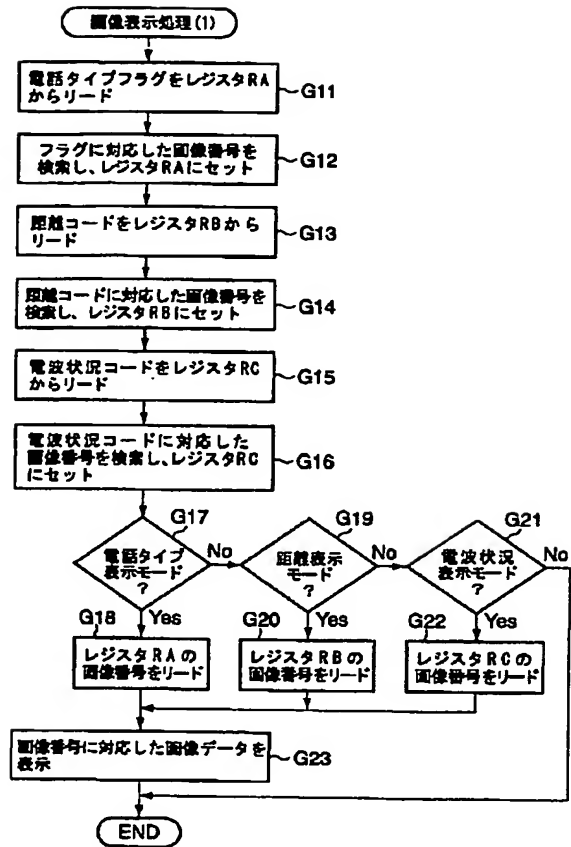 画像表示処理(1)
電話タイプフラグをレジスタRA
からリード
G11
フラグに対応した画像番号を
検索し、レジスタRAにセット
G12
距離コードをレジスタRBから
リード
G13
距離コードに対応した画像番号を
検索し、レジスタRBにセット
G14
電波状況コードをレジスタRC
からリード
G15
電波状況コードに対応した
画像番号を検索し、レジスタRC
にセット
G16
G17
電話タイプ
表示モード
?
No
Yes
G19
距離表示
モード
?
No
Yes
G21
電波状況
表示モード
?
No
Yes
G18
レジスタRAの
画像番号をリード
G20
レジスタRBの
画像番号をリード
G22
レジスタRCの
画像番号をリード
画像番号に対応した画像データを
表示
G23
END